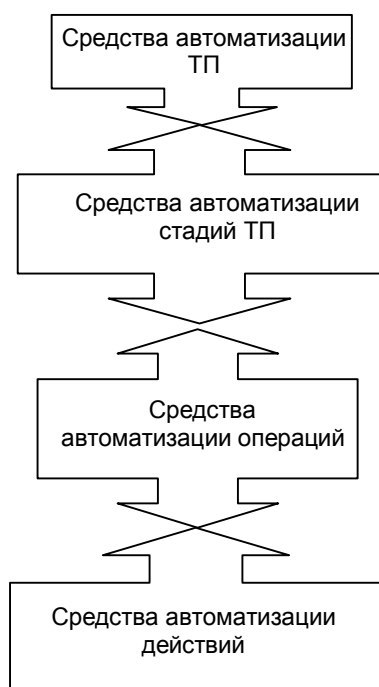 Средства автоматизации
ТП
Средства автоматизации
стадий ТП
Средства
автоматизации операций
Средства автоматизации
действий